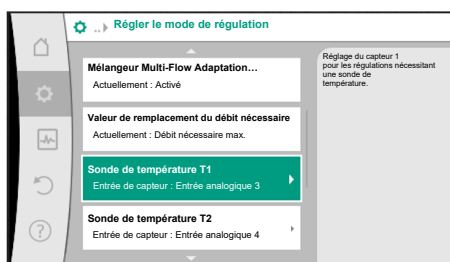 ..▸ Régler le mode de régulation
Mélangeur Multi-Flow Adaptation…
Actuellement : Activé
Valeur de remplacement du débit nécessaire
Actuellement : Débit nécessaire max.
Sonde de température T1
Entrée de capteur : Entrée analogique 3
Sonde de température T2
Entrée de capteur : Entrée analogique 4
Réglage du capteur 1
pour les régulations nécessitant
une sonde de
température.
?